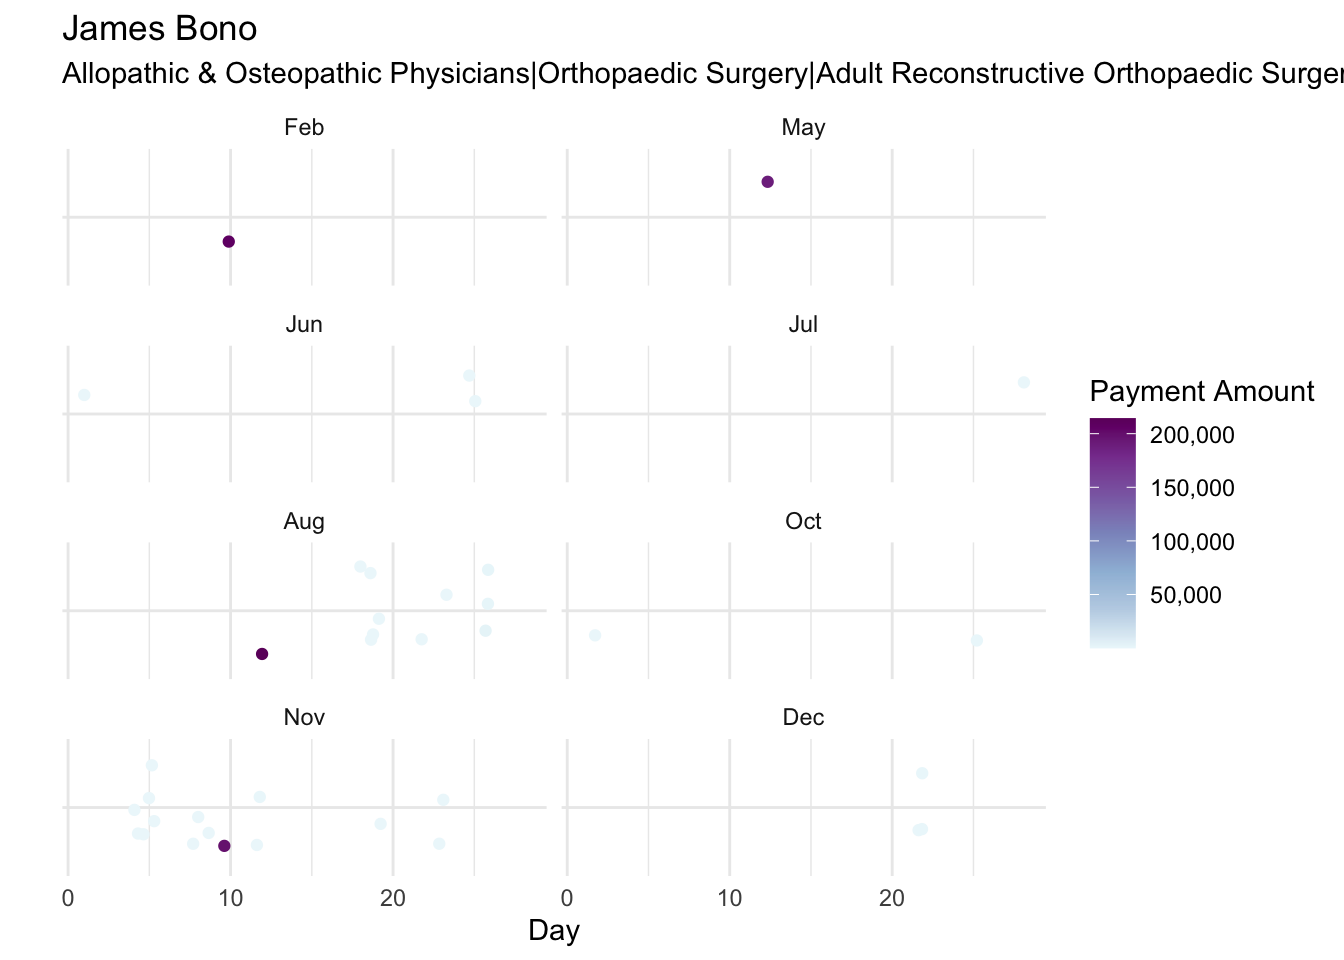 James Bono
Allopathic & Osteopathic Physicians|Orthopaedic Surgery|Adult Reconstructive Orthopaedic Surger
Feb
May
Jun
Jul
Aug
Oct
Nov
Dec
0
10
20
0
10
20
Day
Payment Amount
200,000
150,000
100,000
50,000